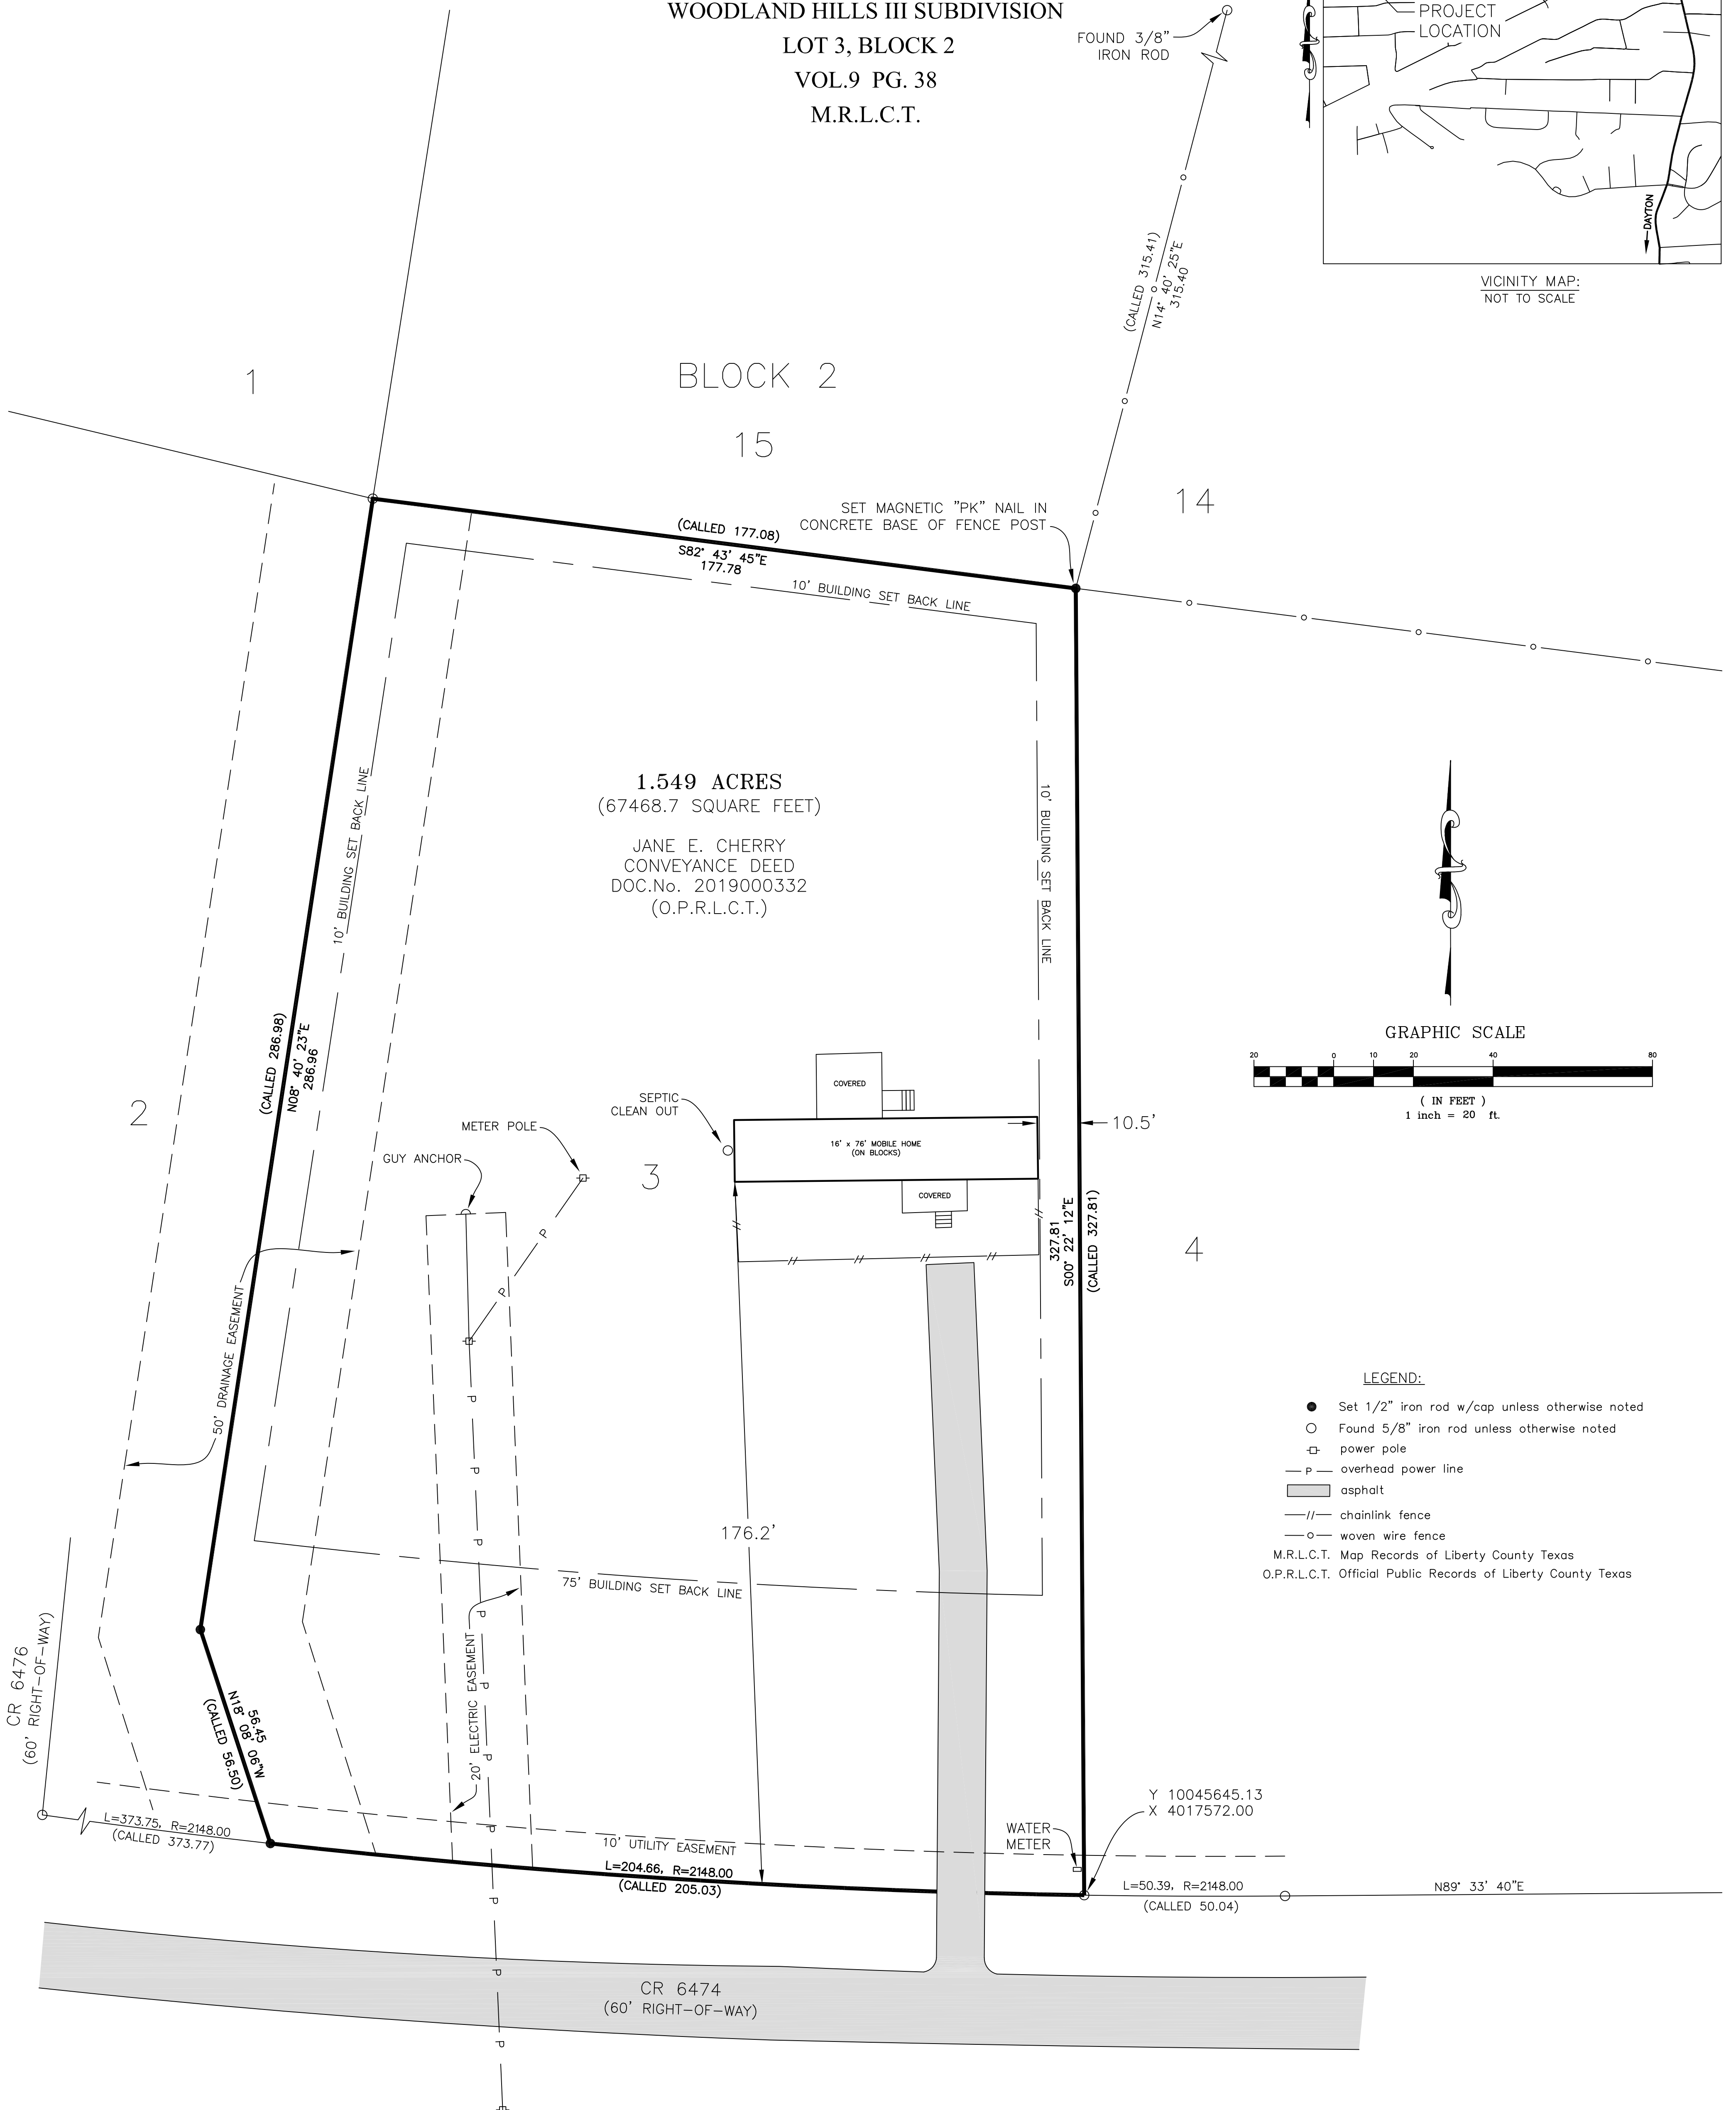 WOODLAND HILLS III SUBDIVISION
LOT 3, BLOCK 2
VOL.9 PG. 38
M.R.L.C.T.
FOUND 3/8"
IRON ROD
PROJECT
LOCATION
DAYTON
VICINITY MAP:
NOT TO SCALE
(CALLED 315.41)
N14° 40' 25"E
315.40
1
BLOCK 2
15
14
SET MAGNETIC "PK" NAIL IN
CONCRETE BASE OF FENCE POST
(CALLED 177.08)
S82° 43' 45"E
177.78
10' BUILDING SET BACK LINE
10' BUILDING SET BACK LINE
10' BUILDING SET BACK LINE
1.549 ACRES
(67468.7 SQUARE FEET)
JANE E. CHERRY
CONVEYANCE DEED
DOC.No. 2019000332
(O.P.R.L.C.T.)
(CALLED 286.98)
N08° 40' 23"E
286.96
GRAPHIC SCALE
20 0 10 20 40 80
( IN FEET )
1 inch = 20 ft.
2
SEPTIC
CLEAN OUT
COVERED
16' x 76' MOBILE HOME
(ON BLOCKS)
COVERED
10.5'
METER POLE
GUY ANCHOR
3
P
P
327.81
S00° 22' 12"E
(CALLED 327.81)
4
50' DRAINAGE EASEMENT
P
P
P
P
P
P
P
P
P
P
176.2'
75' BUILDING SET BACK LINE
20' ELECTRIC EASEMENT
LEGEND:
Set 1/2" iron rod w/cap unless otherwise noted
Found 5/8" iron rod unless otherwise noted
power pole
P overhead power line
asphalt
// chainlink fence
woven wire fence
M.R.L.C.T. Map Records of Liberty County Texas
O.P.R.L.C.T. Official Public Records of Liberty County Texas
CR 6476
(60' RIGHT-OF-WAY)
56.45
N18° 08' 06"W
(CALLED 56.50)
L=373.75, R=2148.00
(CALLED 373.77)
10' UTILITY EASEMENT
L=204.66, R=2148.00
(CALLED 205.03)
WATER
METER
Y 10045645.13
X 4017572.00
L=50.39, R=2148.00
(CALLED 50.04)
N89° 33' 40"E
CR 6474
(60' RIGHT-OF-WAY)